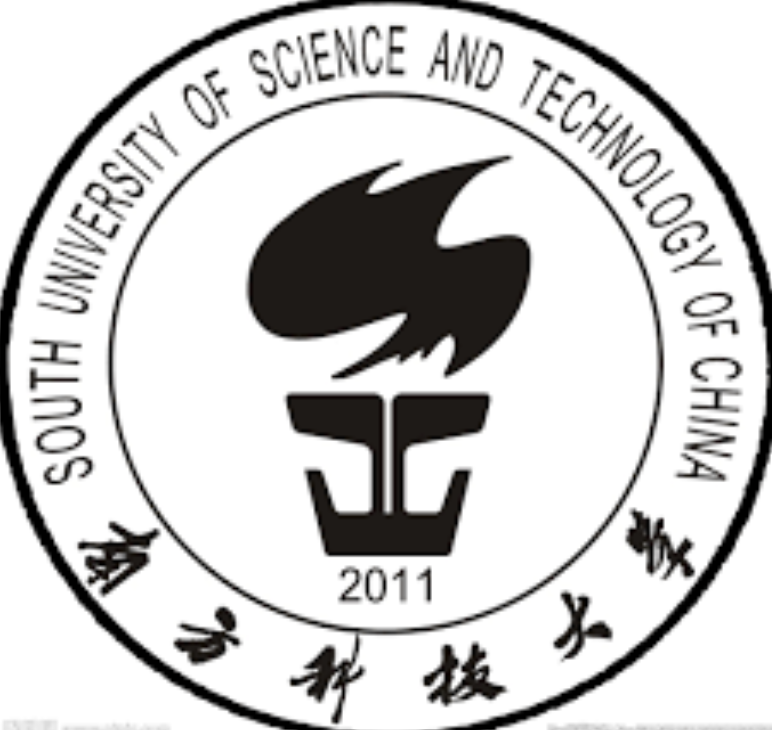 SOUTH UNIVERSITY OF SCIENCE AND TECHNOLOGY OF CHINA
2011
南方科技大学